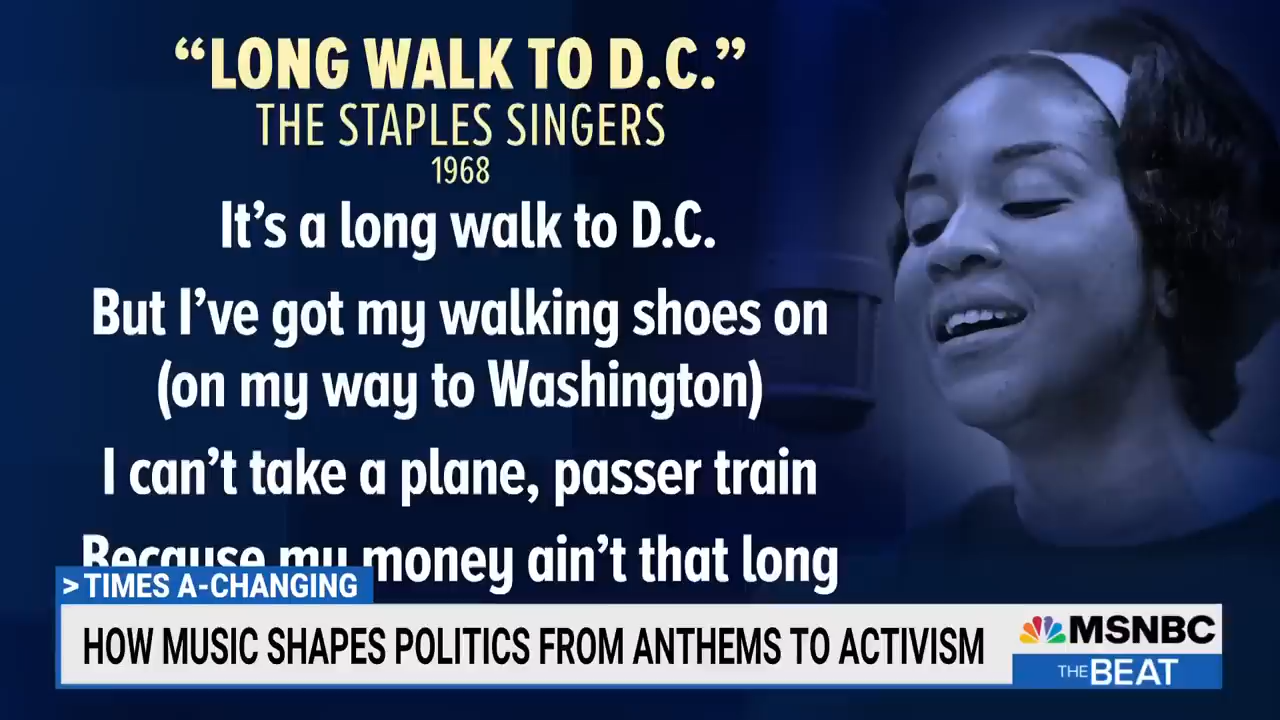 “LONG WALK TO D.C.”
THE STAPLES SINGERS
1968
It’s a long walk to D.C.
But I’ve got my walking shoes on
(on my way to Washington)
I can’t take a plane, passer train
Because my money ain’t that long
> TIMES A-CHANGING
HOW MUSIC SHAPES POLITICS FROM ANTHEMS TO ACTIVISM
MSNBC
THE BEAT